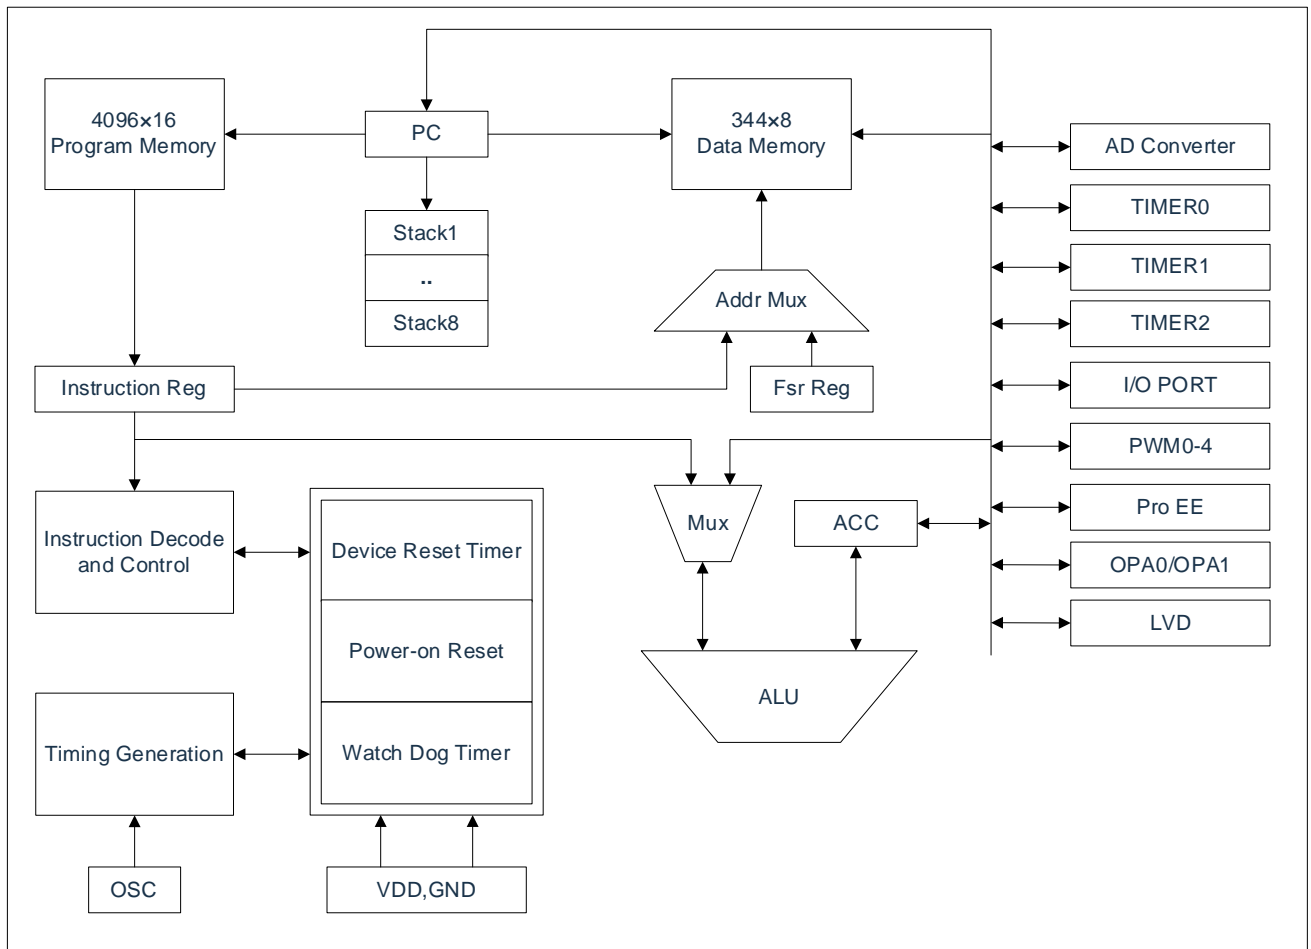 4096×16
Program Memory
PC
344×8
Data Memory
AD Converter
TIMER0
TIMER1
TIMER2
I/O PORT
PWM0-4
Pro EE
OPA0/OPA1
LVD
Stack1
..
Stack8
Addr Mux
Instruction Reg
Fsr Reg
Mux
ACC
Instruction Decode
and Control
Device Reset Timer
Power-on Reset
Watch Dog Timer
ALU
Timing Generation
OSC
VDD,GND